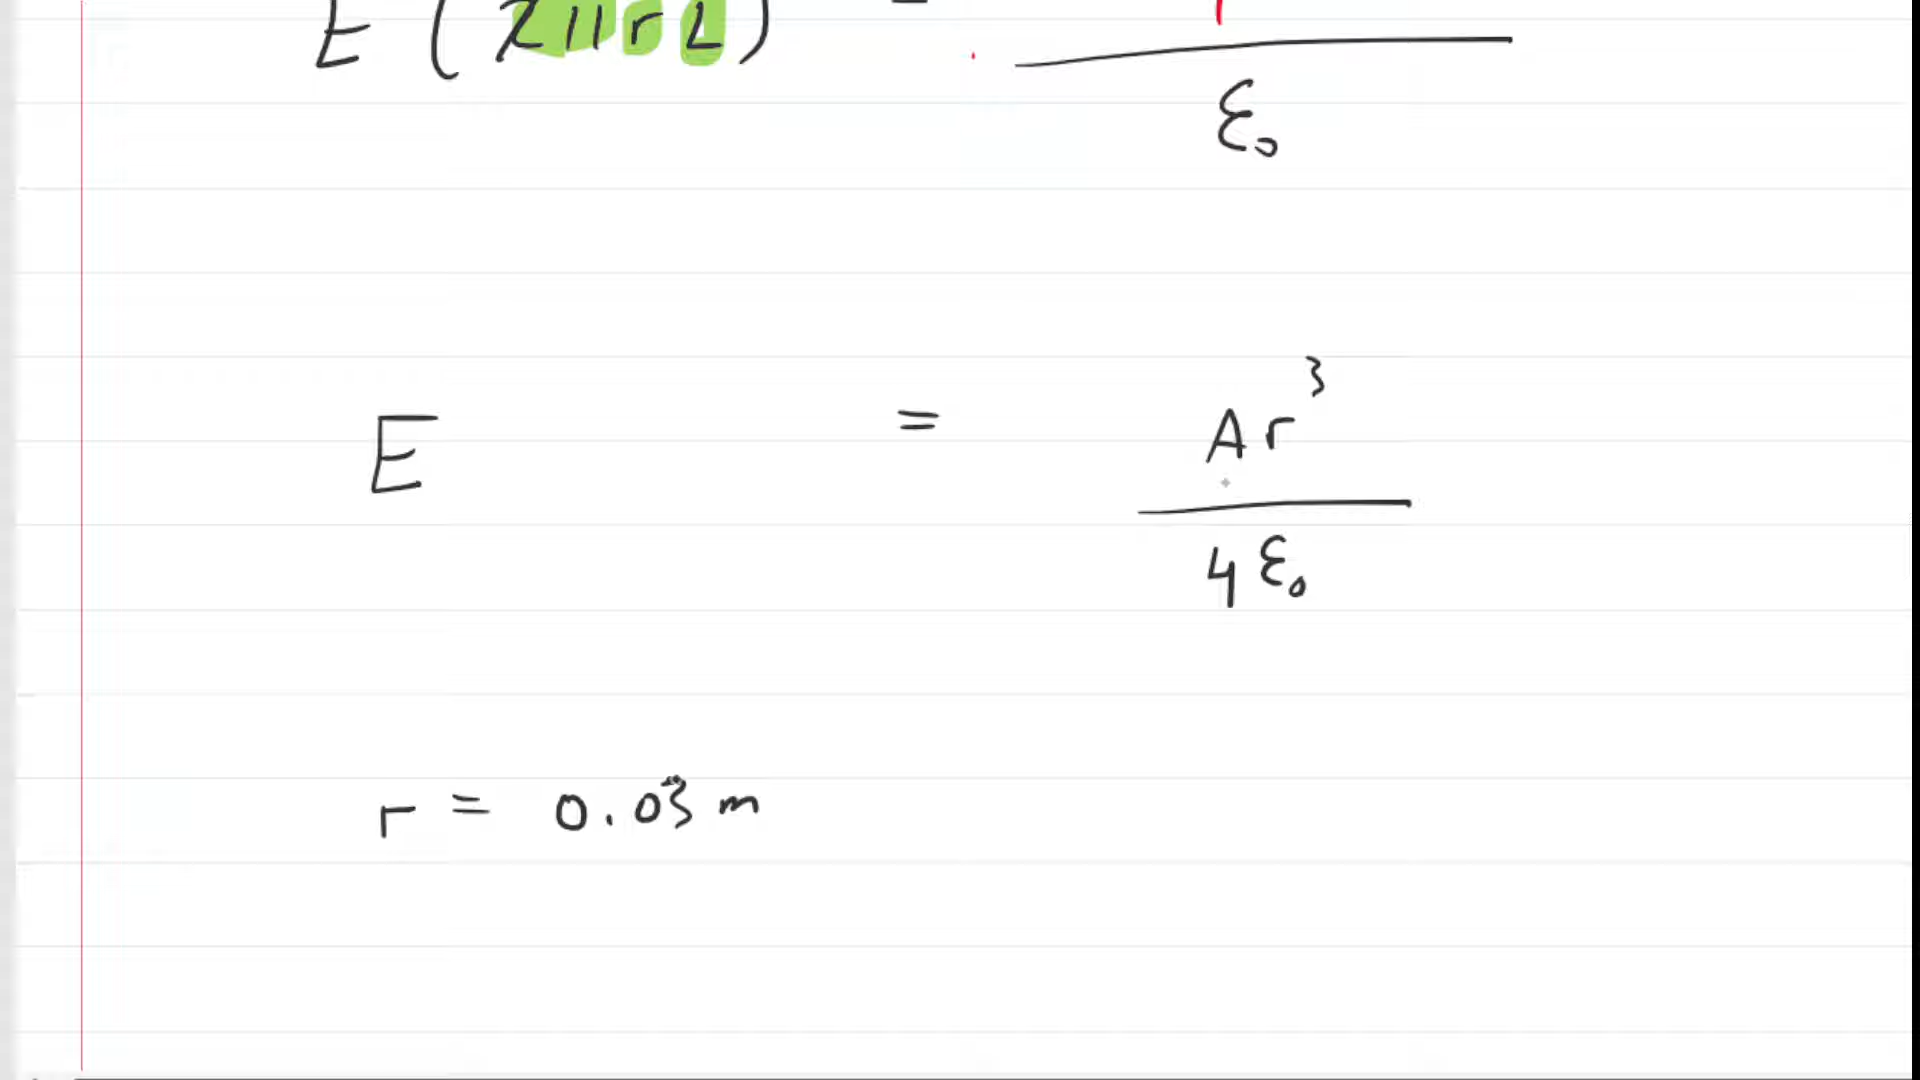 E ( 2πrL ) =
ε₀
E = Ar³
4ε₀
r = 0.03 m